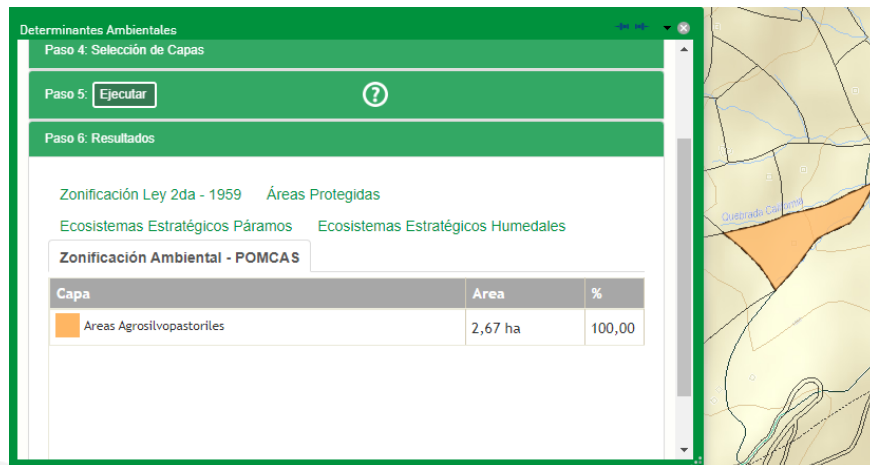 Determinantes Ambientales
Paso 4: Selección de Capas
Paso 5: Ejecutar ?
Paso 6: Resultados
Zonificación Ley 2da - 1959 Áreas Protegidas
Ecosistemas Estratégicos Páramos Ecosistemas Estratégicos Humedales
Zonificación Ambiental - POMCAS
Capa Area %
Areas Agrosilvopastoriles 2,67 ha 100,00
Quebrada